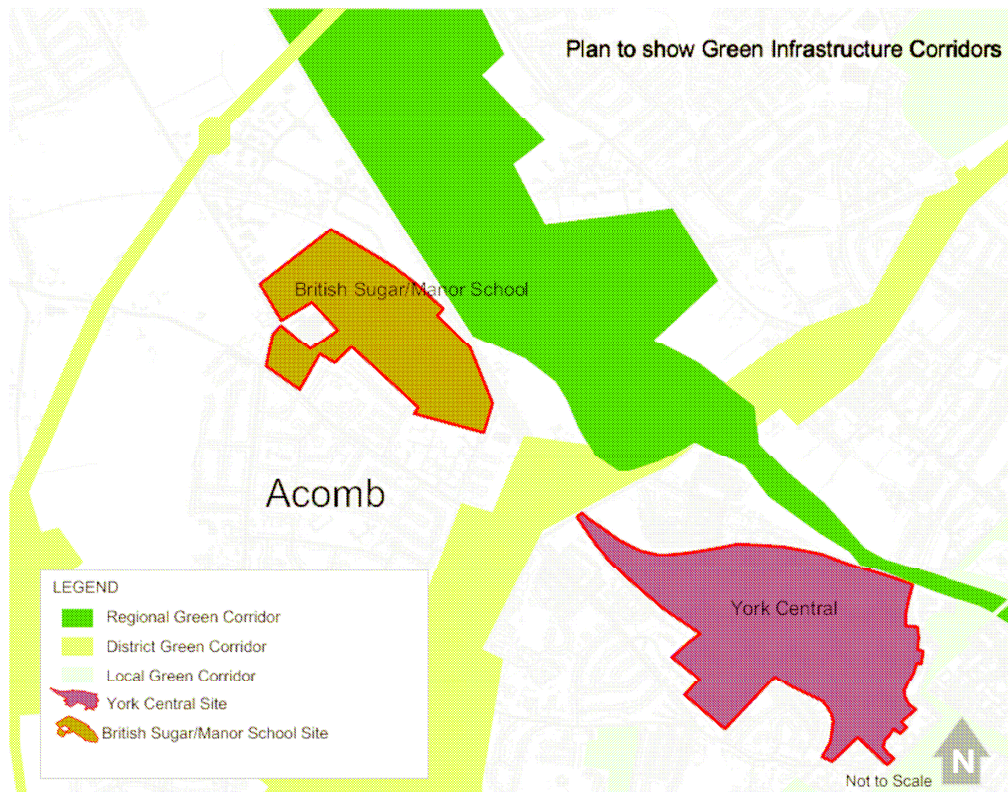 Plan to show Green Infrastructure Corridors
British Sugar/Manor School
Acomb
York Central
LEGEND
Regional Green Corridor
District Green Corridor
Local Green Corridor
York Central Site
British Sugar/Manor School Site
N
Not to Scale